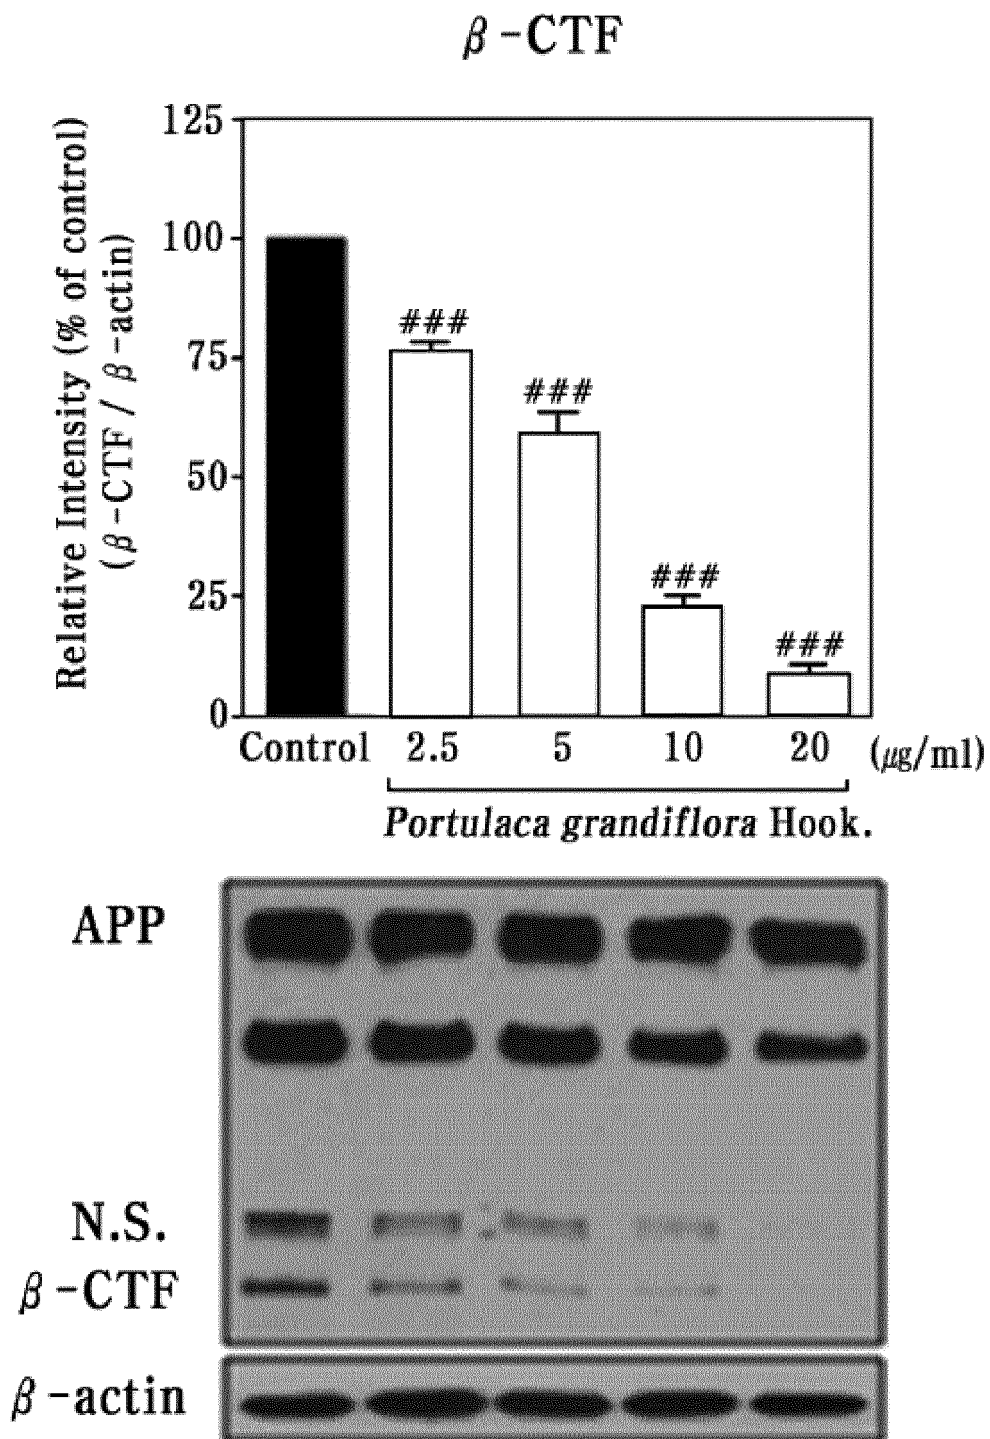 β-CTF
Relative Intensity (% of control)
(β-CTF / β-actin)
125
100
75
50
25
0
###
###
###
###
Control 2.5 5 10 20 (μg/ml)
Portulaca grandiflora Hook.
APP
N.S.
β-CTF
β-actin